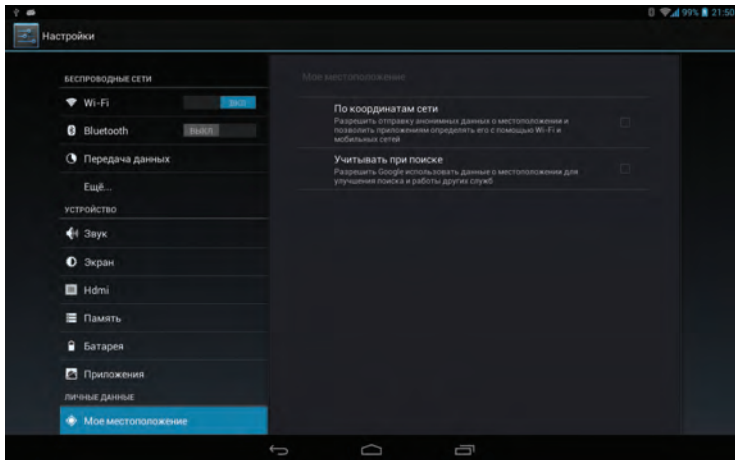 99% 21:50
Настройки
БЕСПРОВОДНЫЕ СЕТИ
Wi-Fi ВКЛ
Bluetooth ВЫКЛ
Передача данных
Ещё...
УСТРОЙСТВО
Звук
Экран
Hdmi
Память
Батарея
Приложения
ЛИЧНЫЕ ДАННЫЕ
Мое местоположение
Мое местоположение
По координатам сети
Разрешить отправку анонимных данных о местоположении и
позволить приложениям определять его с помощью Wi-Fi и
мобильных сетей
Учитывать при поиске
Разрешить Google использовать данные о местоположении для
улучшения поиска и работы других служб